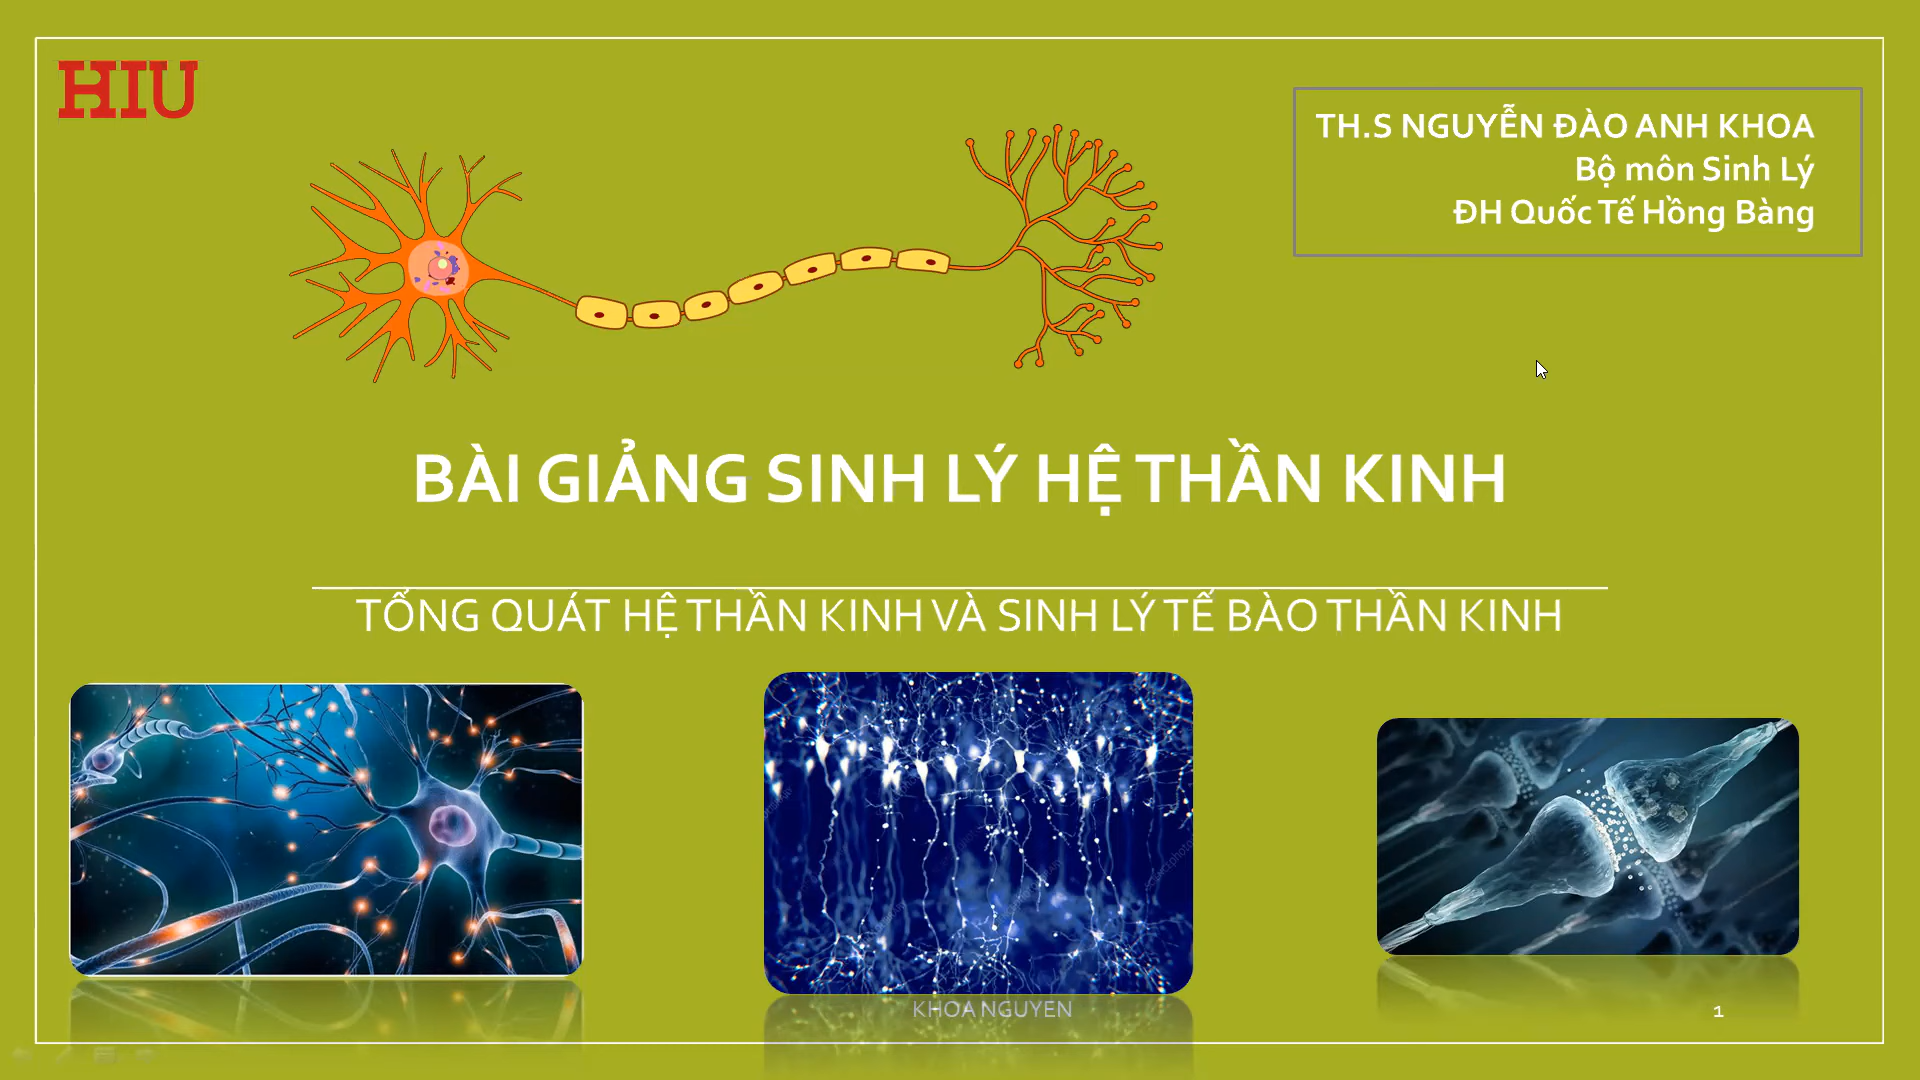 HIU
TH.S NGUYỄN ĐÀO ANH KHOA
Bộ môn Sinh Lý
ĐH Quốc Tế Hồng Bàng
BÀI GIẢNG SINH LÝ HỆ THẦN KINH
TỔNG QUÁT HỆ THẦN KINH VÀ SINH LÝ TẾ BÀO THẦN KINH
KHOA NGUYEN
1